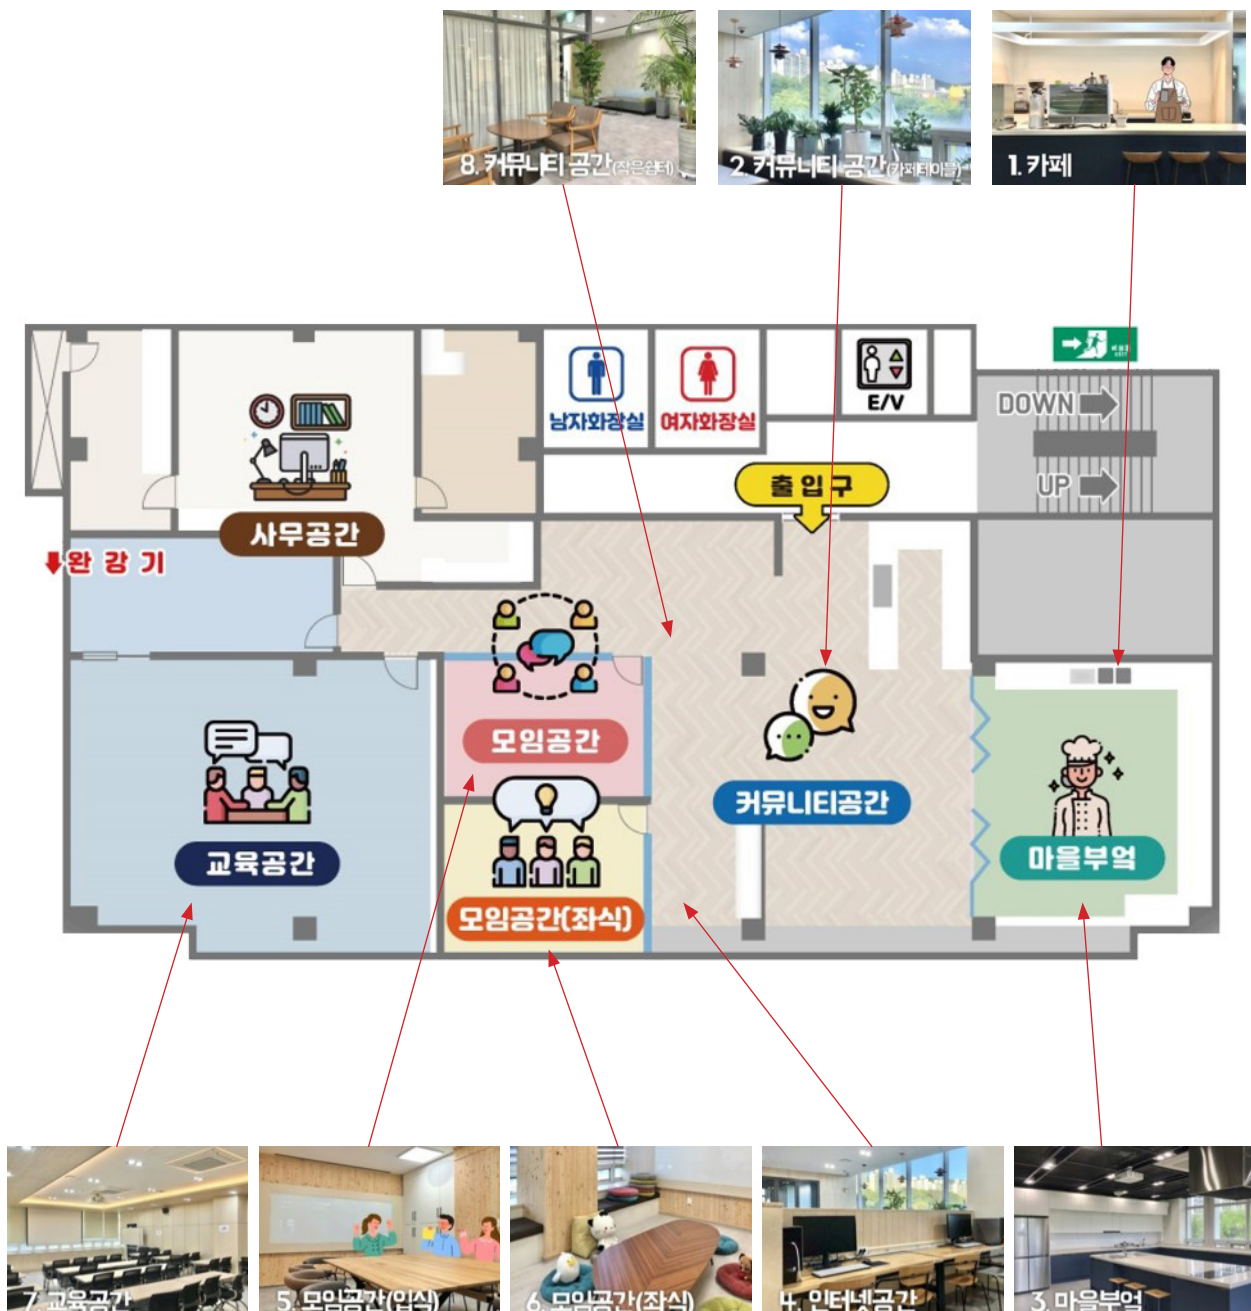 8. 커뮤니티 공간(작은쉼터)
2. 커뮤니티 공간(카페테이블)
1. 카페
남자화장실
여자화장실
E/V
DOWN
UP
출입구
사무공간
완강기
모임공간
커뮤니티공간
교육공간
마을부엌
모임공간(좌식)
7. 교육공간
5. 모임공간(입식)
6. 모임공간(좌식)
4. 인터넷공간
3. 마을부엌